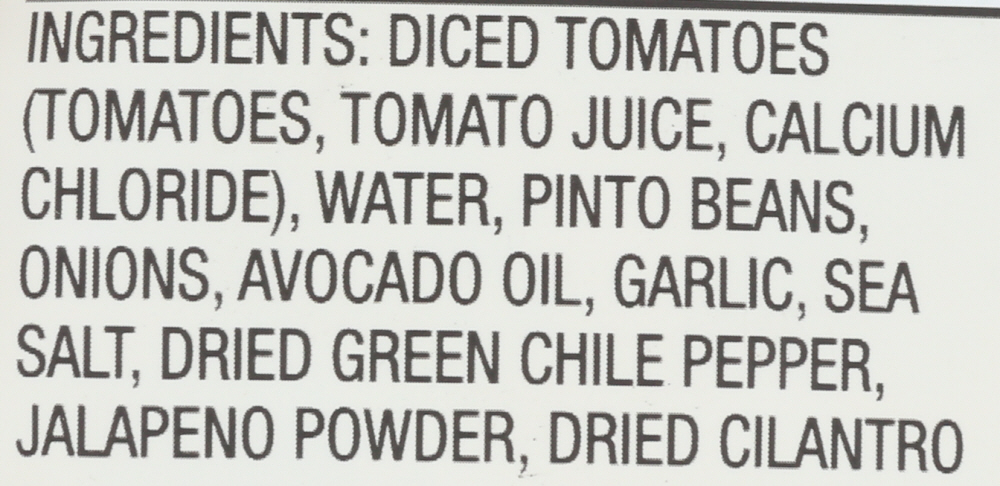 INGREDIENTS: DICED TOMATOES
(TOMATOES, TOMATO JUICE, CALCIUM
CHLORIDE), WATER, PINTO BEANS,
ONIONS, AVOCADO OIL, GARLIC, SEA
SALT, DRIED GREEN CHILE PEPPER,
JALAPENO POWDER, DRIED CILANTRO